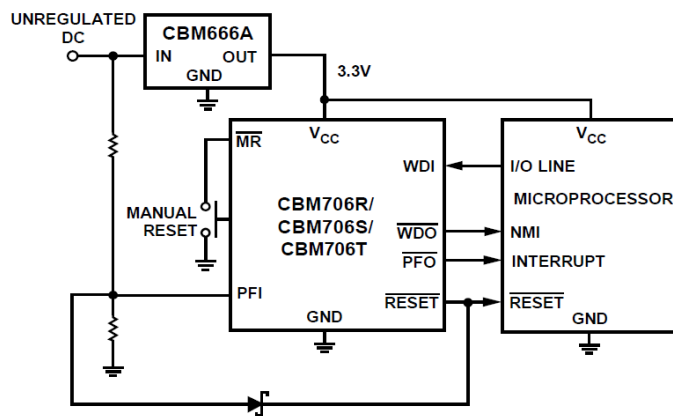 UNREGULATED
DC
CBM666A
IN
OUT
GND
3.3V
MR
VCC
WDI
CBM706R/
CBM706S/
CBM706T
MANUAL
RESET
WDO
PFO
PFI
RESET
GND
VCC
I/O LINE
MICROPROCESSOR
NMI
INTERRUPT
RESET
GND